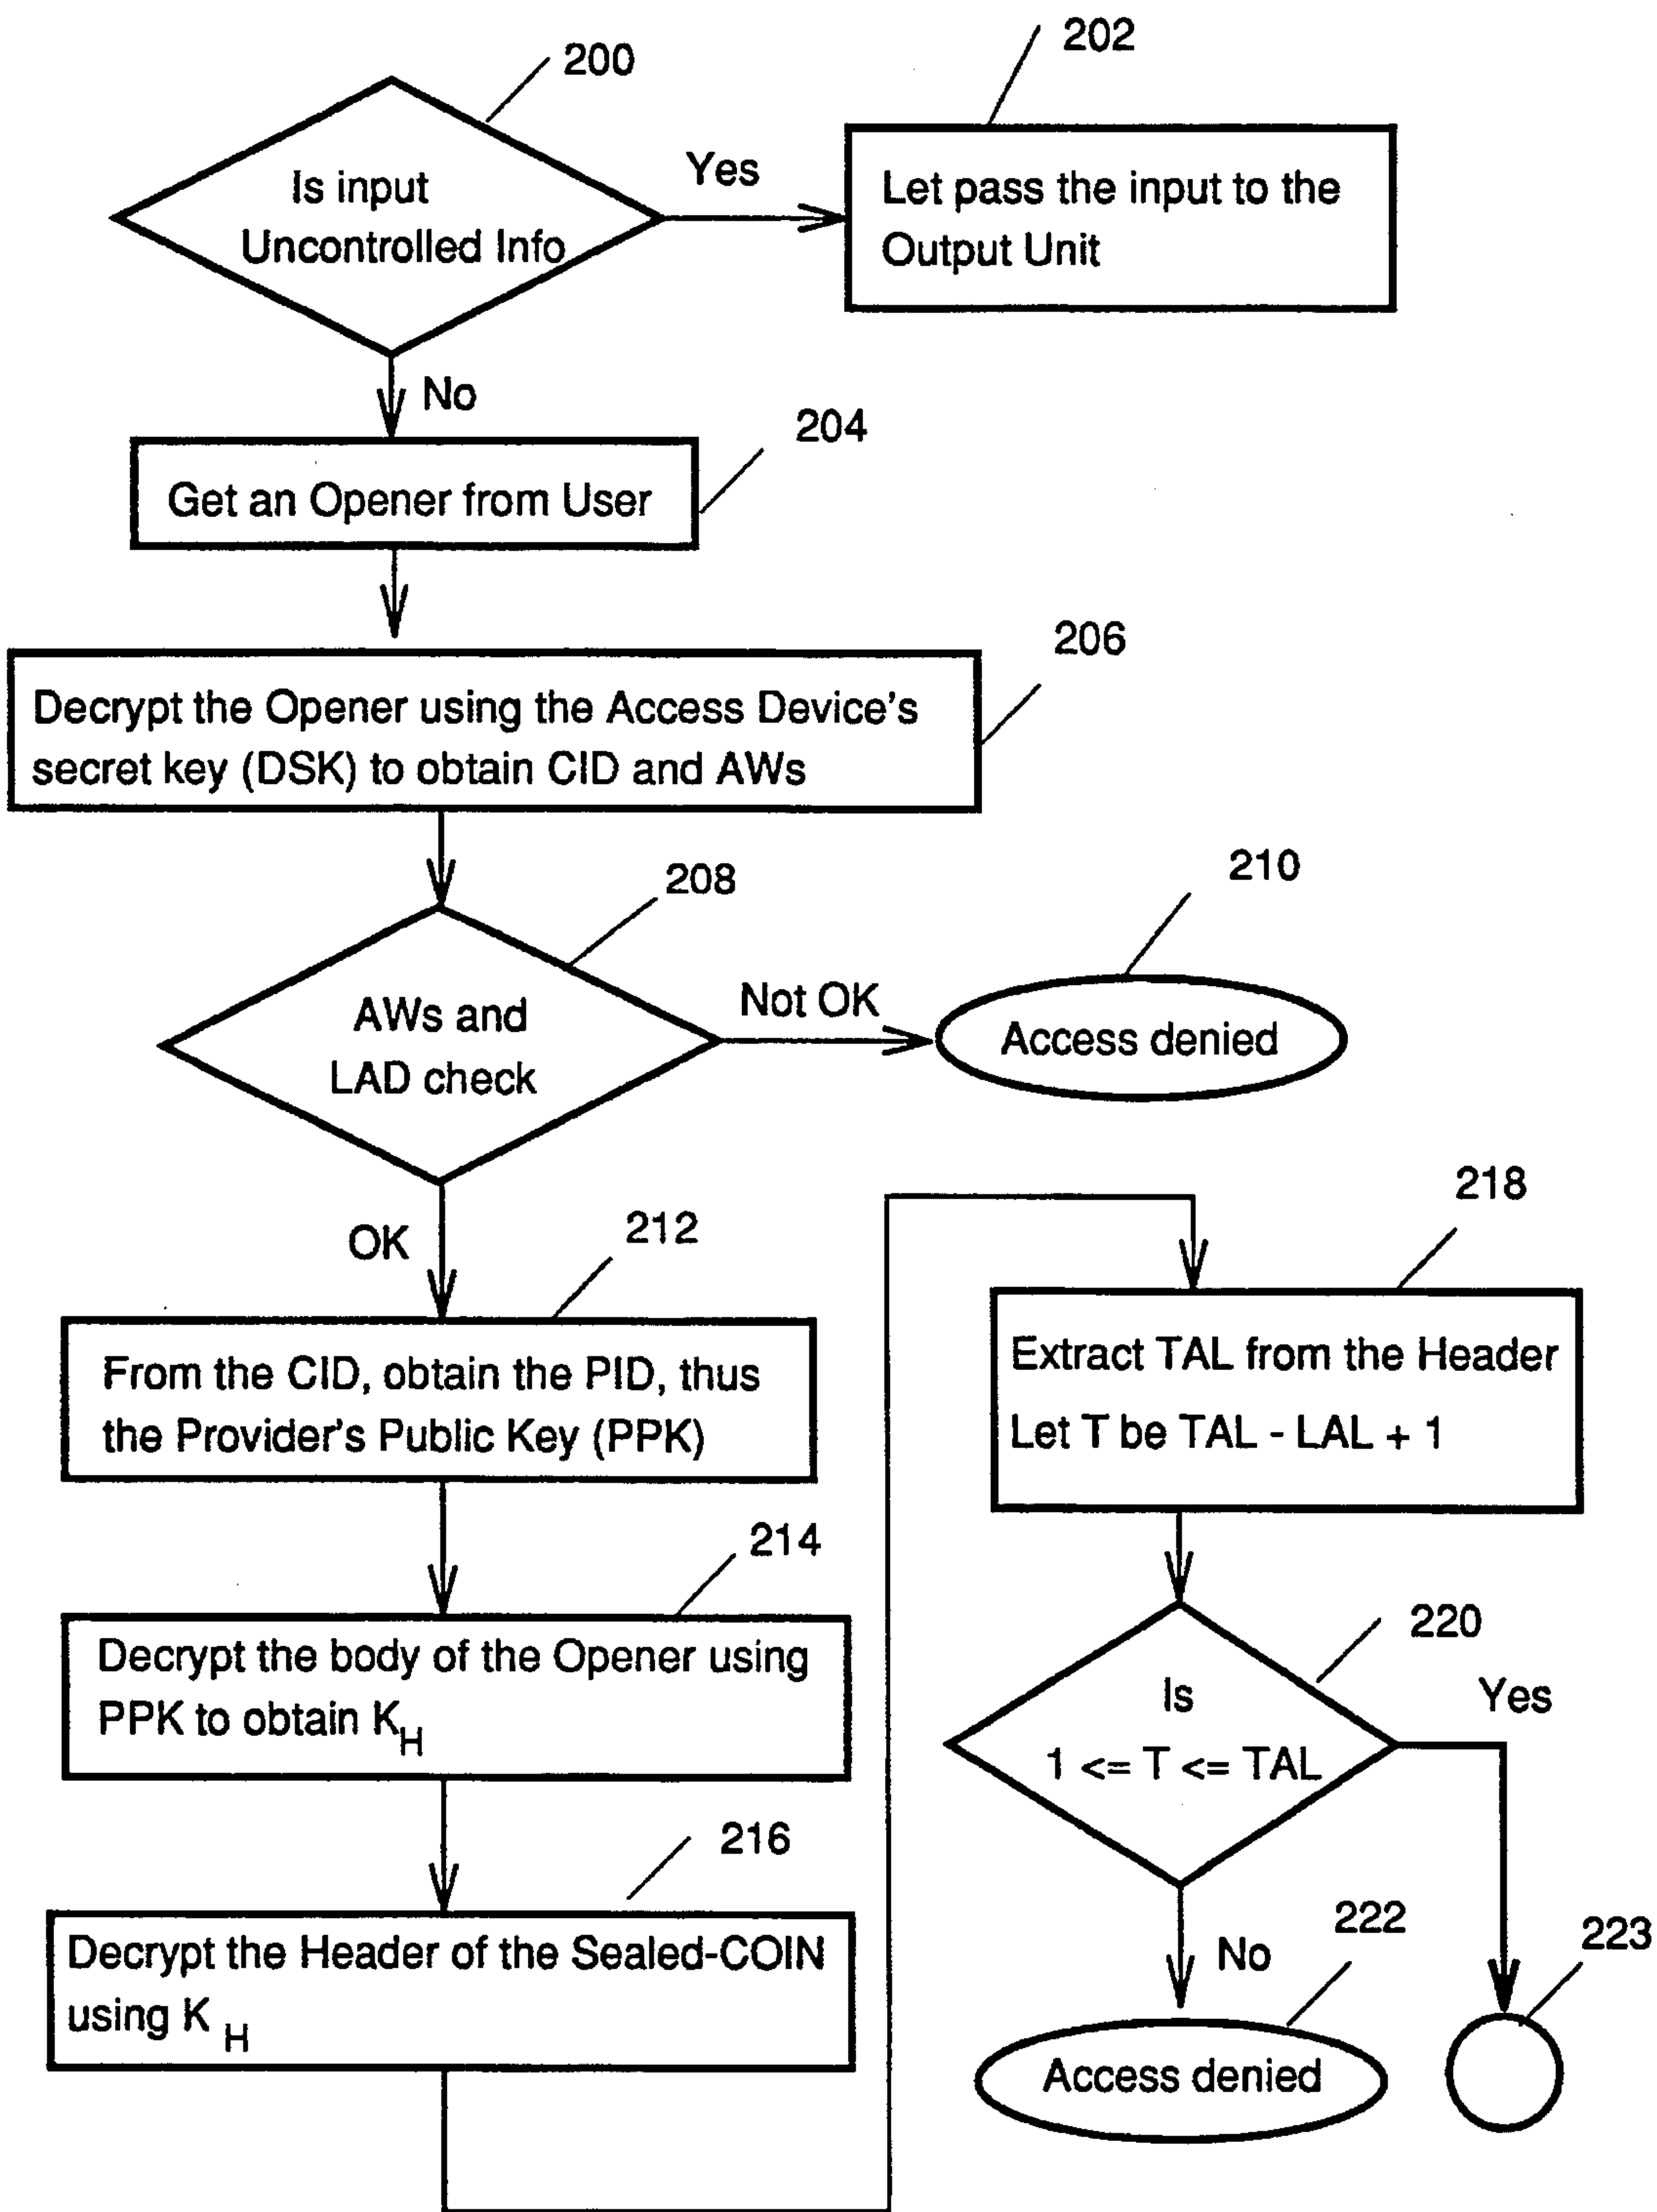 200
202
Is input
Uncontrolled Info
Yes
Let pass the input to the
Output Unit
No
204
Get an Opener from User
206
Decrypt the Opener using the Access Device's
secret key (DSK) to obtain CID and AWs
208
210
AWs and
LAD check
Not OK
Access denied
OK
212
From the CID, obtain the PID, thus
the Provider's Public Key (PPK)
214
Decrypt the body of the Opener using
PPK to obtain K_H
216
Decrypt the Header of the Sealed-COIN
using K_H
218
Extract TAL from the Header
Let T be TAL - LAL + 1
220
Is
1 <= T <= TAL
Yes
No
222
Access denied
223